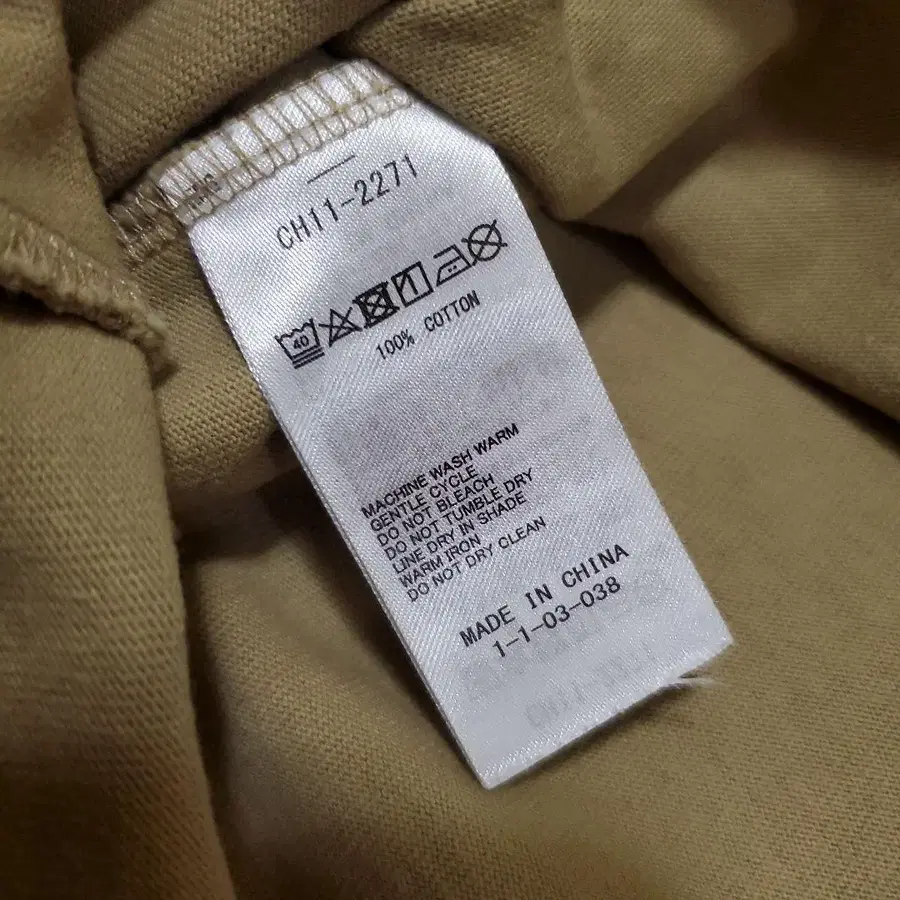 CH11-2271
40
100% COTTON
MACHINE WASH WARM
GENTLE CYCLE
DO NOT BLEACH
DO NOT TUMBLE DRY
LINE DRY IN SHADE
WARM IRON
DO NOT DRY CLEAN
MADE IN CHINA
1-1-03-038